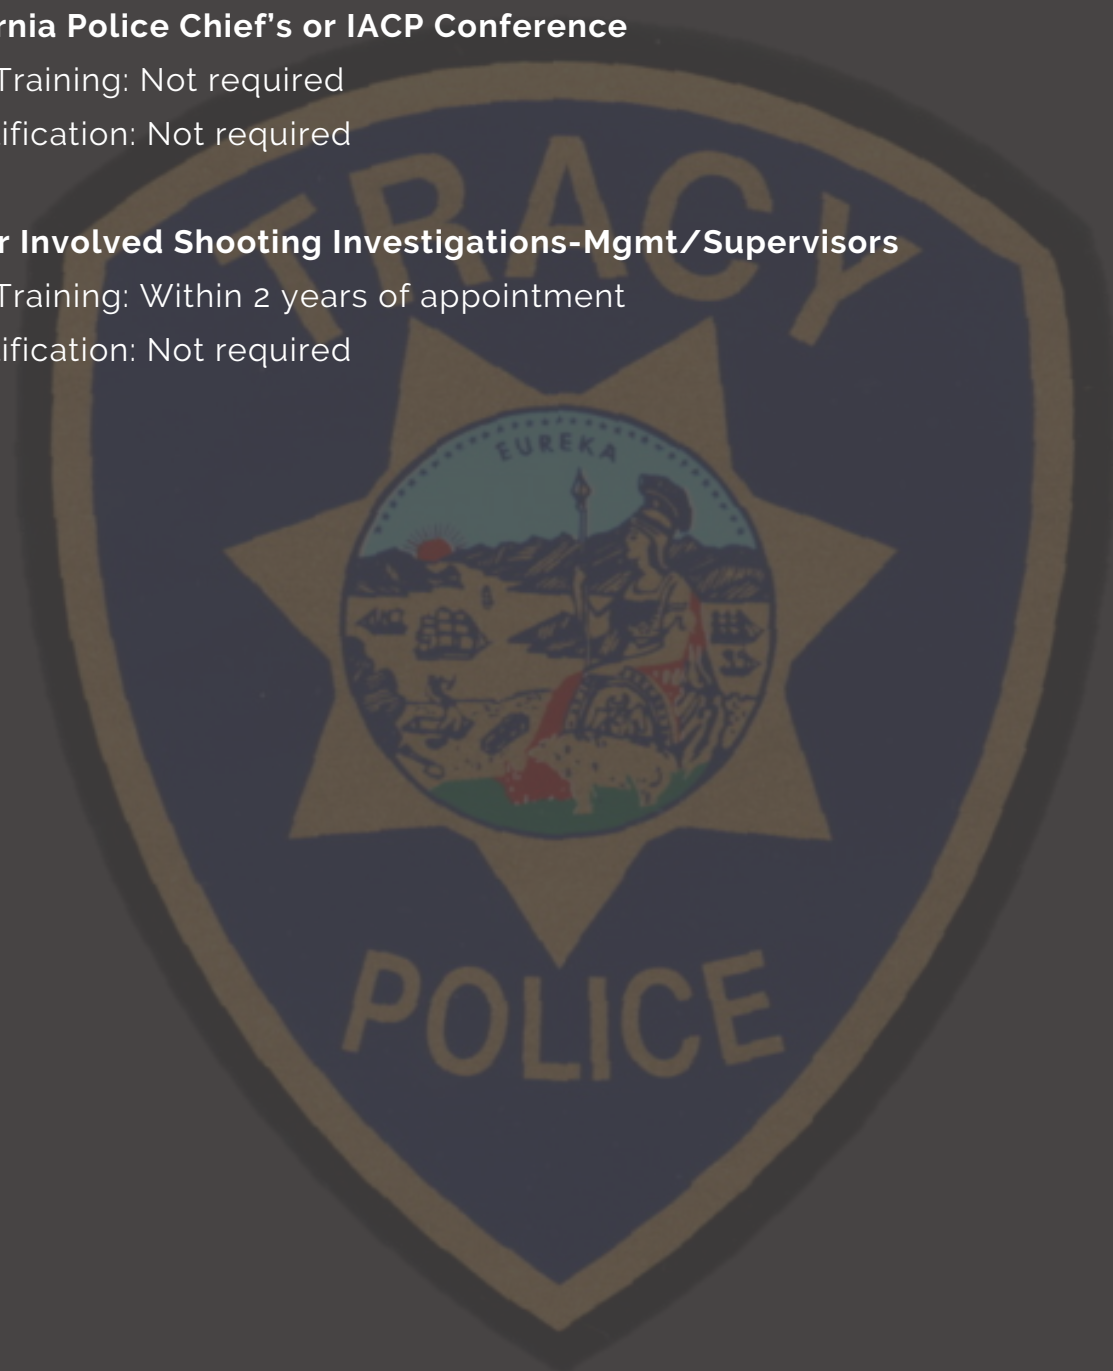 rnia Police Chief’s or IACP Conference
Training: Not required
ification: Not required
r Involved Shooting Investigations-Mgmt/Supervisors
Training: Within 2 years of appointment
ification: Not required
TRACY
EUREKA
POLICE